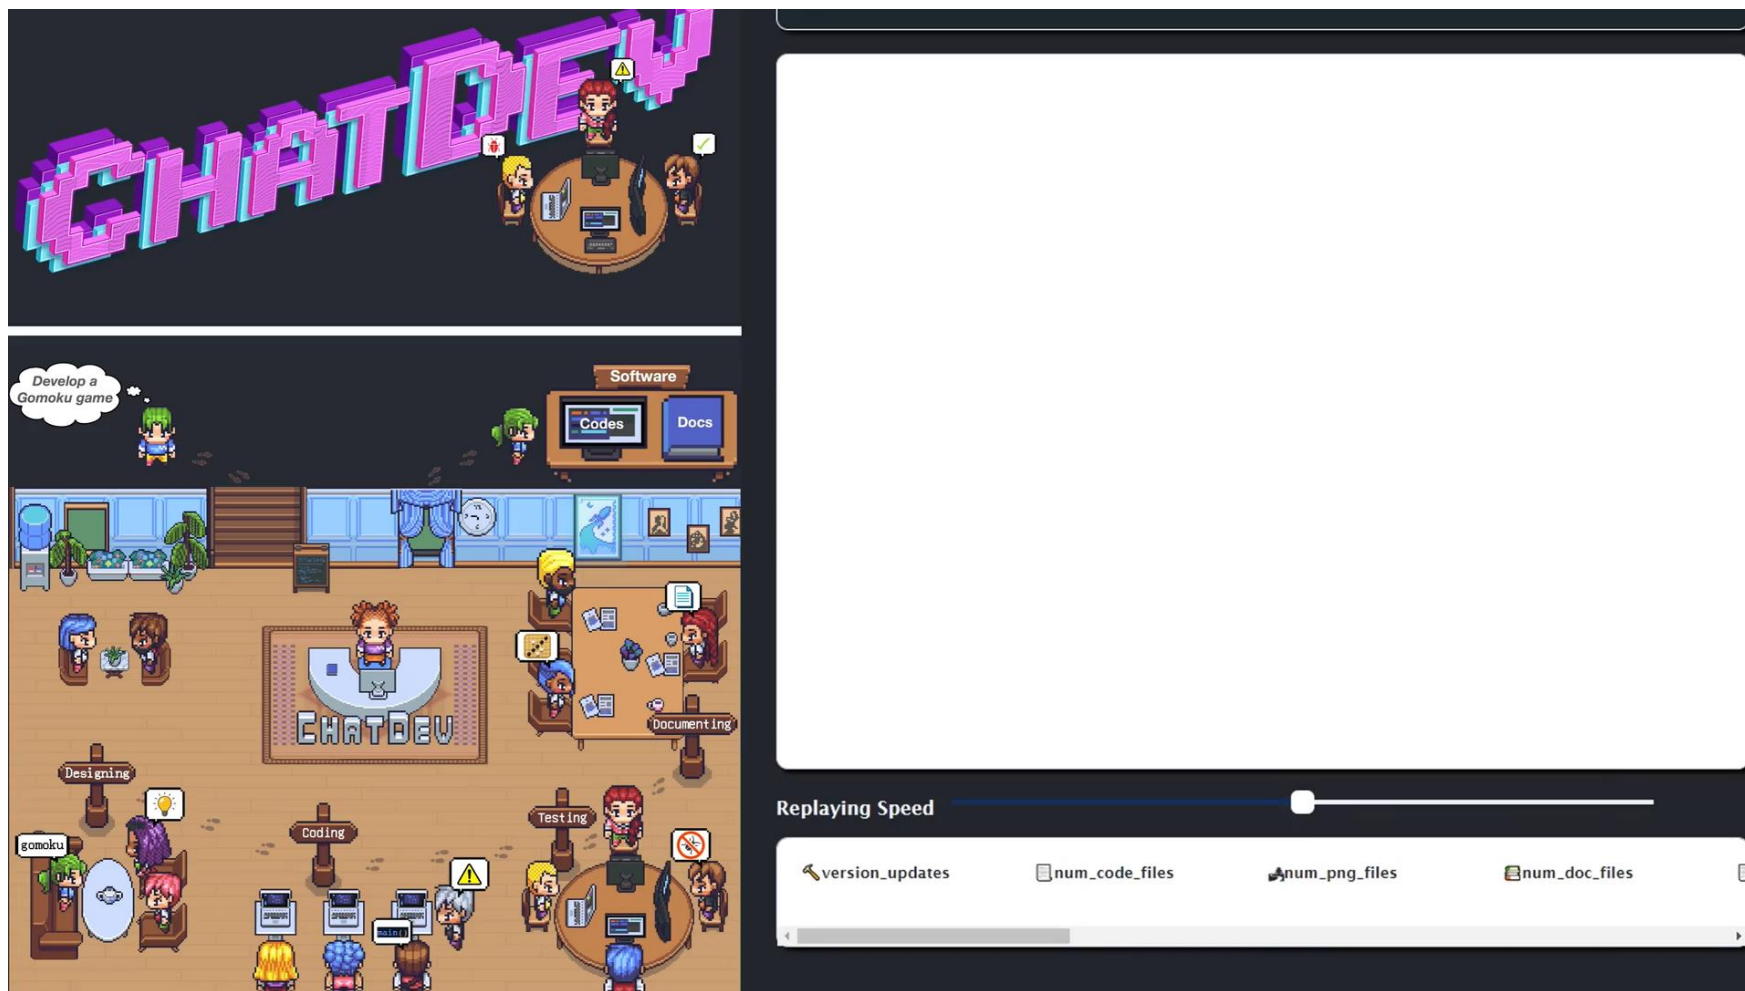 CHATDEV
Develop a
Gomoku game
Software
Codes
Docs
CHATDEV
Documenting
Designing
Coding
Testing
gomoku
main()
Replaying Speed
version_updates
num_code_files
num_png_files
num_doc_files